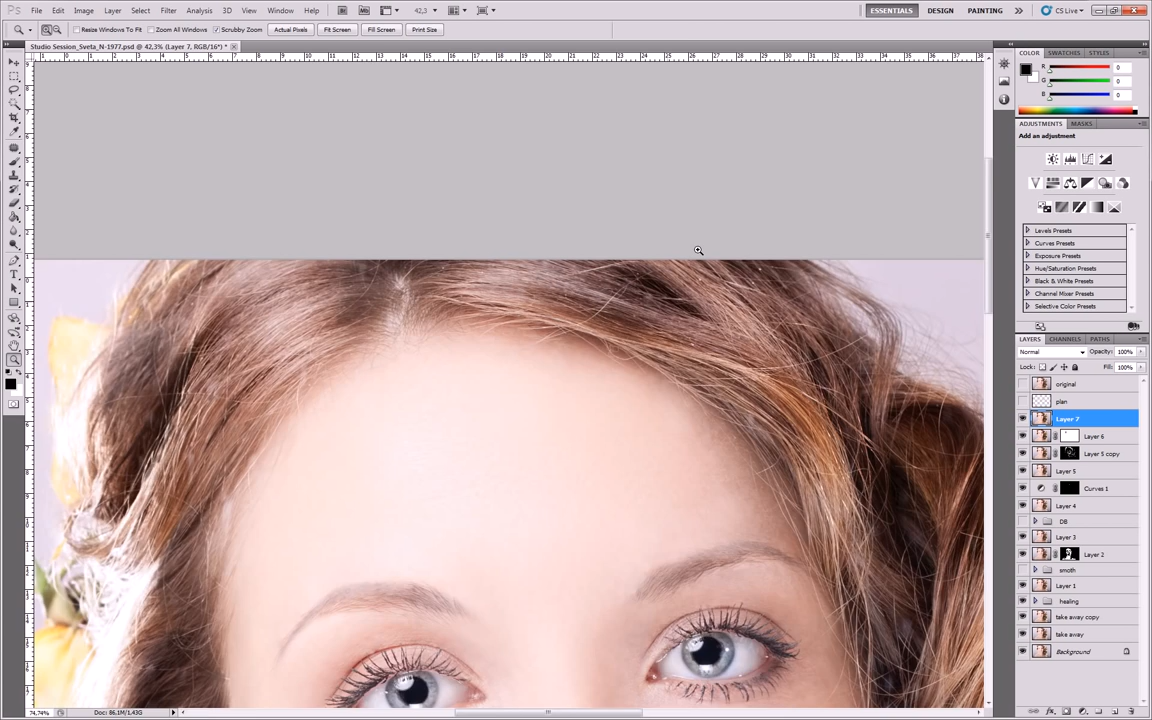 Ps File Edit Image Layer Select Filter Analysis 3D View Window Help Br Mb 42,3 ESSENTIALS DESIGN PAINTING CS Live
Resize Windows To Fit Zoom All Windows Scrubby Zoom Actual Pixels Fit Screen Fill Screen Print Size
Studio Session_Sveta_N-1977.psd @ 42,3% (Layer 7, RGB/16*) *
COLOR SWATCHES STYLES
R 0
G 0
B 0
ADJUSTMENTS MASKS
Add an adjustment
Levels Presets
Curves Presets
Exposure Presets
Hue/Saturation Presets
Black & White Presets
Channel Mixer Presets
Selective Color Presets
LAYERS CHANNELS PATHS
Normal Opacity: 100%
Lock: Fill: 100%
original
plan
Layer 7
Layer 6
Layer 5 copy
Layer 5
Curves 1
Layer 4
DB
Layer 3
Layer 2
smoth
Layer 1
healing
take away copy
take away
Background
74,74% Doc: 86,1M/1,43G